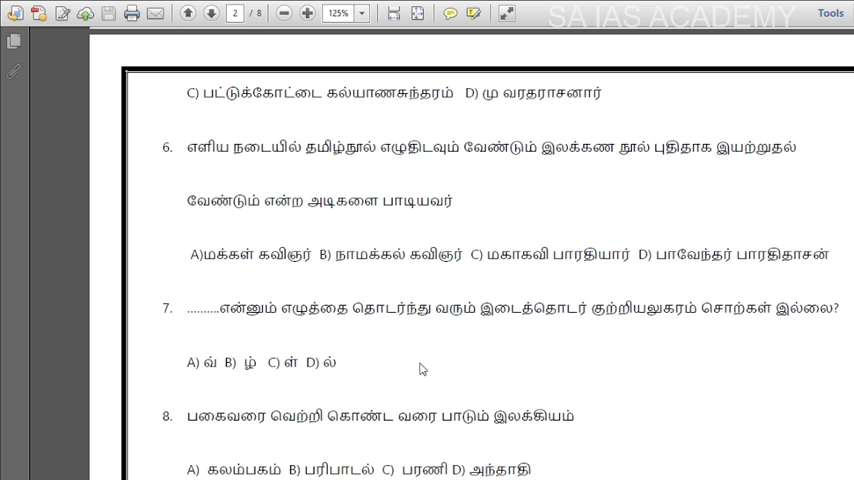 SA IAS ACADEMY
2 / 8
125%
Tools
C) பட்டுக்கோட்டை கல்யாணசுந்தரம் D) மு வரதராசனார்
6. எளிய நடையில் தமிழ்நூல் எழுதிடவும் வேண்டும் இலக்கண நூல் புதிதாக இயற்றுதல்
வேண்டும் என்ற அடிகளை பாடியவர்
A)மக்கள் கவிஞர் B) நாமக்கல் கவிஞர் C) மகாகவி பாரதியார் D) பாவேந்தர் பாரதிதாசன்
7. ..........என்னும் எழுத்தை தொடர்ந்து வரும் இடைத்தொடர் குற்றியலுகரம் சொற்கள் இல்லை?
A) வ் B) ழ் C) ள் D) ல்
8. பகைவரை வெற்றி கொண்ட வரை பாடும் இலக்கியம்
A) கலம்பகம் B) பரிபாடல் C) பரணி D) அந்தாதி